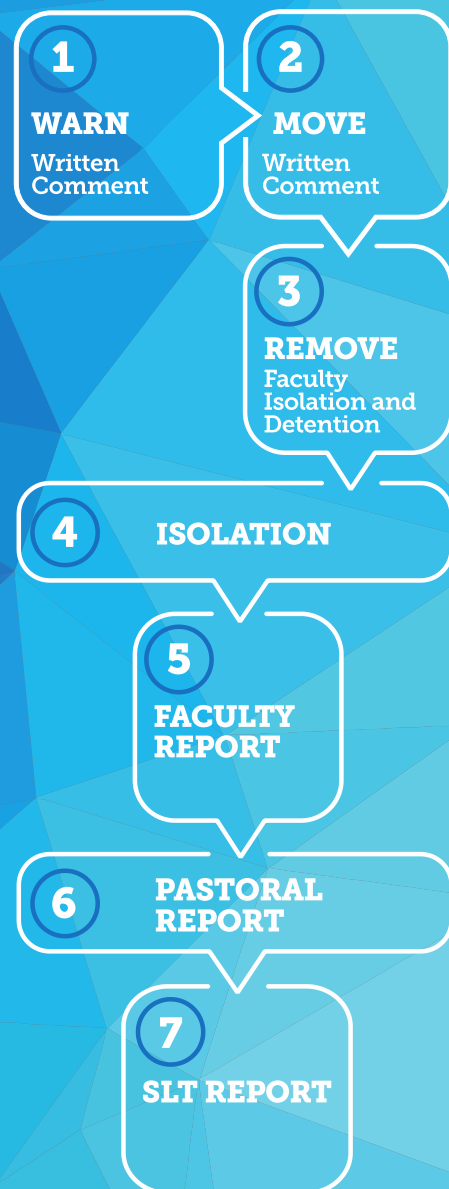 1
WARN
Written
Comment
2
MOVE
Written
Comment
3
REMOVE
Faculty
Isolation and
Detention
4
ISOLATION
5
FACULTY
REPORT
6
PASTORAL
REPORT
7
SLT REPORT